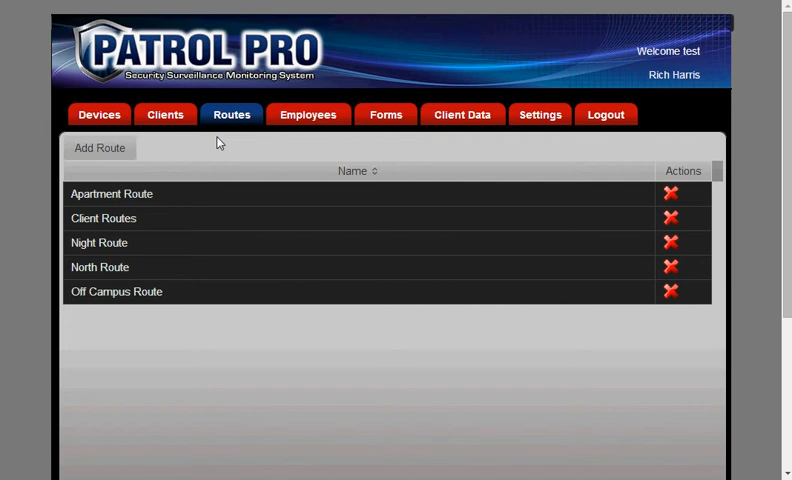 PATROL PRO
Security Surveillance Monitoring System
Welcome test
Rich Harris
Devices Clients Routes Employees Forms Client Data Settings Logout
Add Route
Name Actions
Apartment Route
Client Routes
Night Route
North Route
Off Campus Route